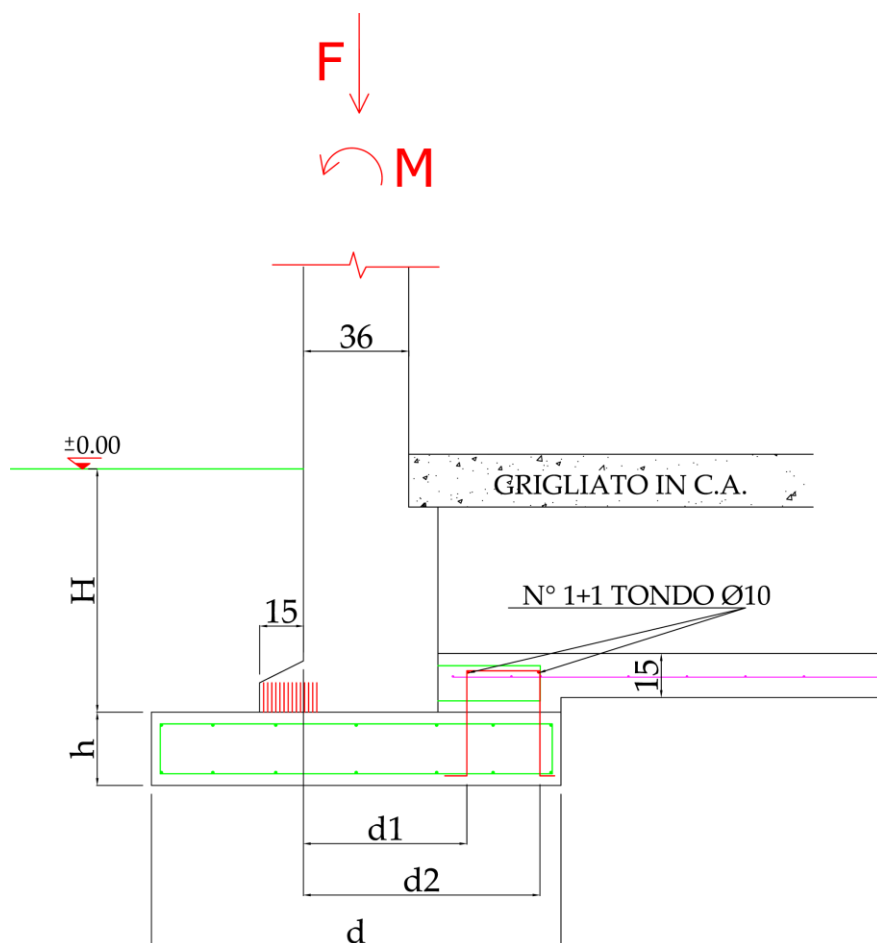 F
M
36
±0.00
GRIGLIATO IN C.A.
H
15
N° 1+1 TONDO Ø10
15
h
d1
d2
d